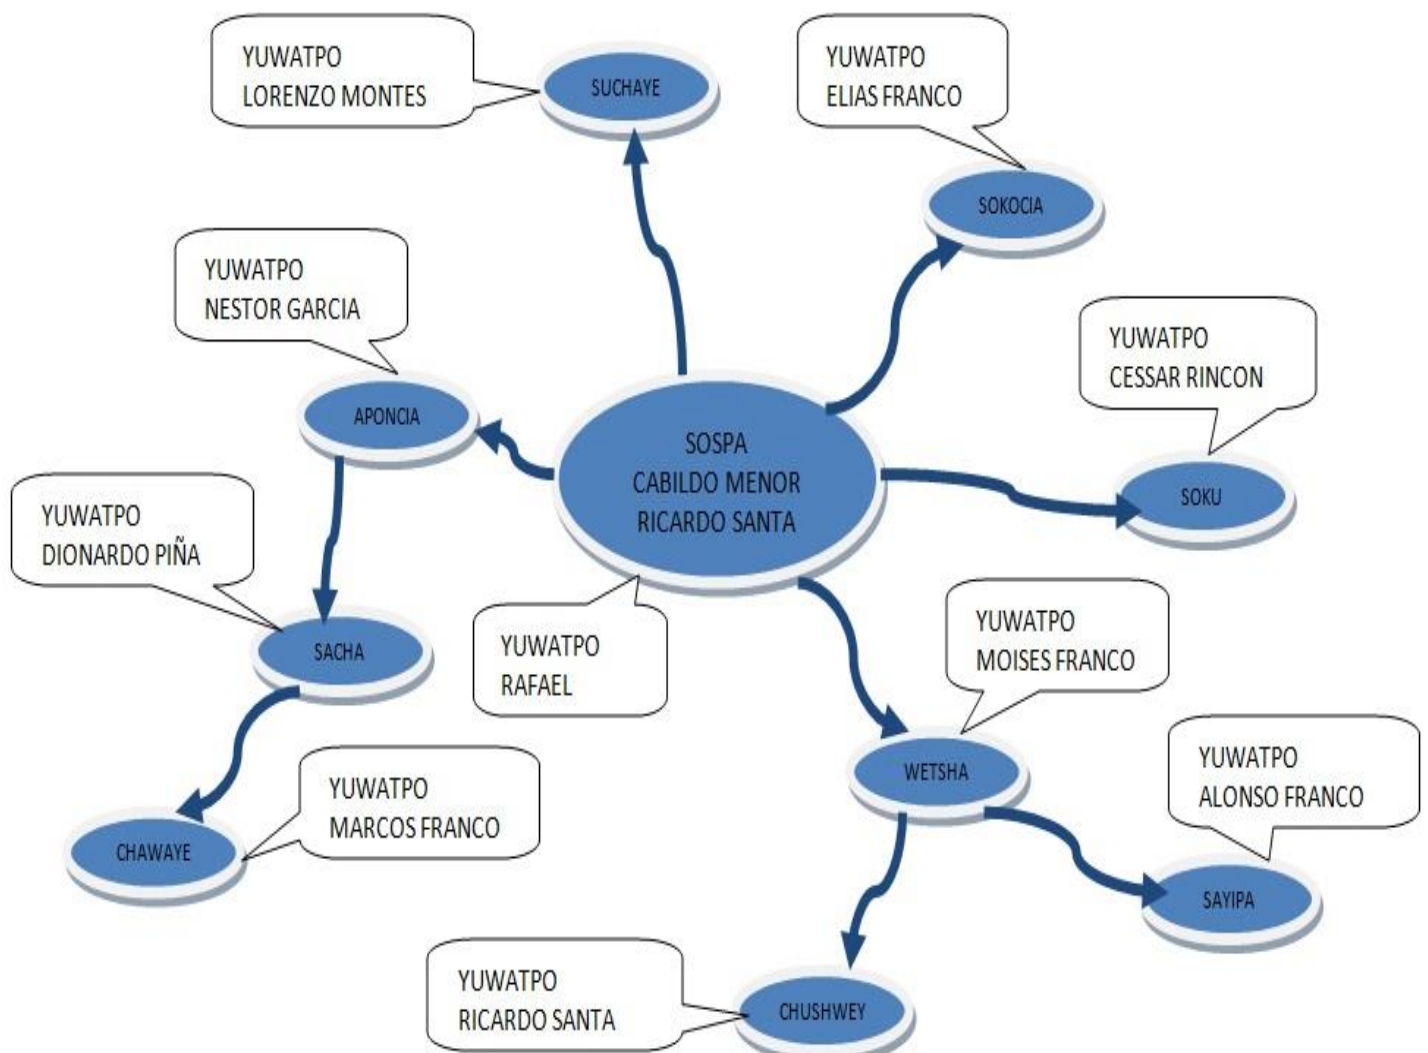 YUWATPO
LORENZO MONTES
SUCHAYE
YUWATPO
ELIAS FRANCO
SOKOCIA
YUWATPO
NESTOR GARCIA
APONCIA
YUWATPO
CESSAR RINCON
SOKU
SOSPA
CABILDO MENOR
RICARDO SANTA
YUWATPO
RAFAEL
YUWATPO
DIONARDO PIÑA
SACHA
YUWATPO
MOISES FRANCO
WETSHA
YUWATPO
MARCOS FRANCO
CHAWAYE
YUWATPO
ALONSO FRANCO
SAYIPA
YUWATPO
RICARDO SANTA
CHUSHWEY